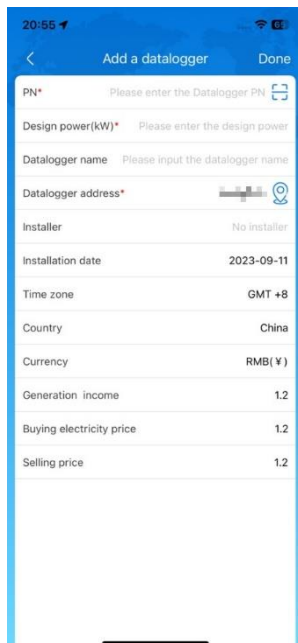 20:55
Add a datalogger Done
PN* Please enter the Datalogger PN
Design power(kW)* Please enter the design power
Datalogger name Please input the datalogger name
Datalogger address*
Installer No installer
Installation date 2023-09-11
Time zone GMT +8
Country China
Currency RMB(¥)
Generation income 1.2
Buying electricity price 1.2
Selling price 1.2